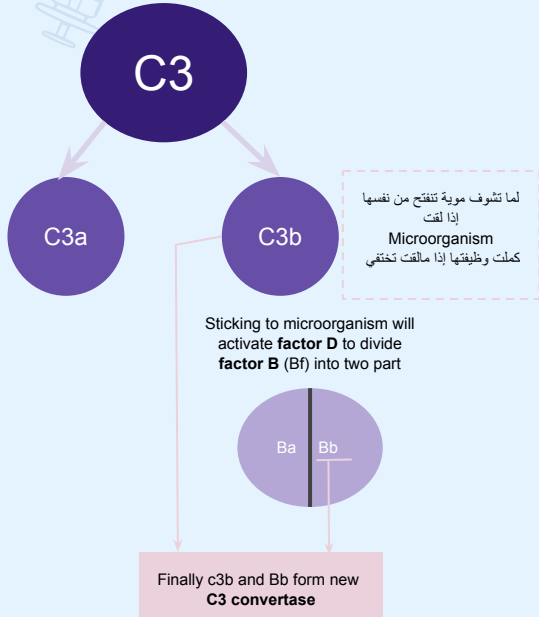 C3
C3a
C3b
لما تشوف موية تنفتح من نفسها
إذا لقت
Microorganism
كملت وظيفتها إذا مالقت تختفي
Sticking to microorganism will
activate factor D to divide
factor B (Bf) into two part
Ba
Bb
Finally c3b and Bb form new
C3 convertase